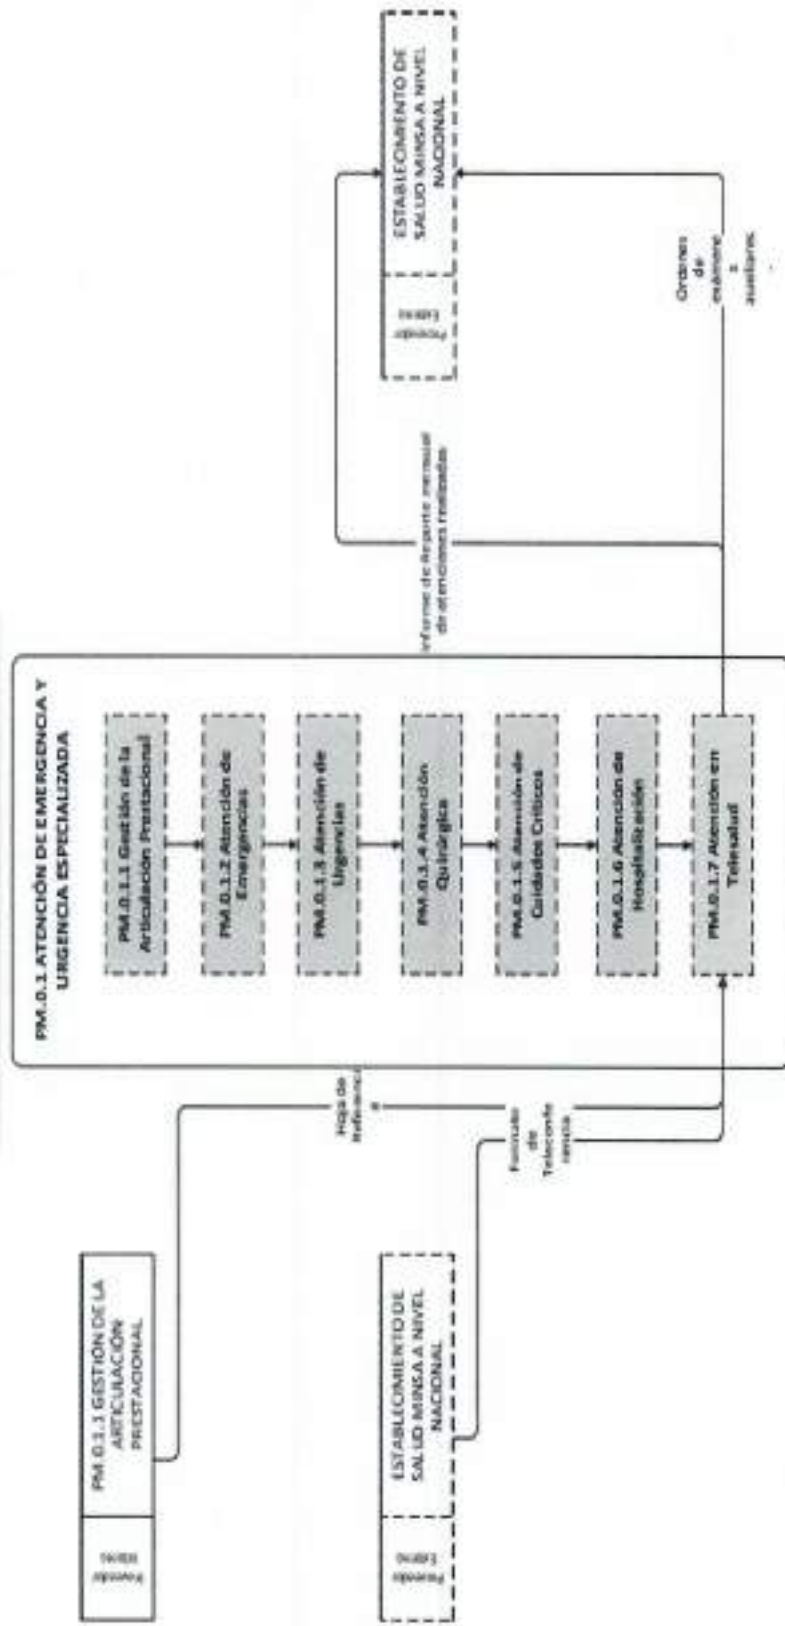 PM.0.1 ATENCIÓN DE EMERGENCIA Y
URGENCIA ESPECIALIZADA
PM.0.1.1 GESTIÓN DE LA
ARTICULACIÓN
PRESTACIONAL
Proveedor
Interno
ESTABLECIMIENTO DE
SALUD MINSA A NIVEL
NACIONAL
Proveedor
Externo
Hoja de
Referenci
a
Formato
de
Teleconfe
rencia
PM.0.1.1 Gestión de la
Articulación Prestacional
PM.0.1.2 Atención de
Emergencias
PM.0.1.3 Atención de
Urgencias
PM.0.1.4 Atención
Quirúrgica
PM.0.1.5 Atención de
Cuidados Críticos
PM.0.1.6 Atención de
Hospitalización
PM.0.1.7 Atención en
Telesalud
Informe de Reporte mensual
de atenciones realizadas
Ordenes
de
exámene
s
auxiliares
.
Proveedor
Externo
ESTABLECIMIENTO DE
SALUD MINSA A NIVEL
NACIONAL